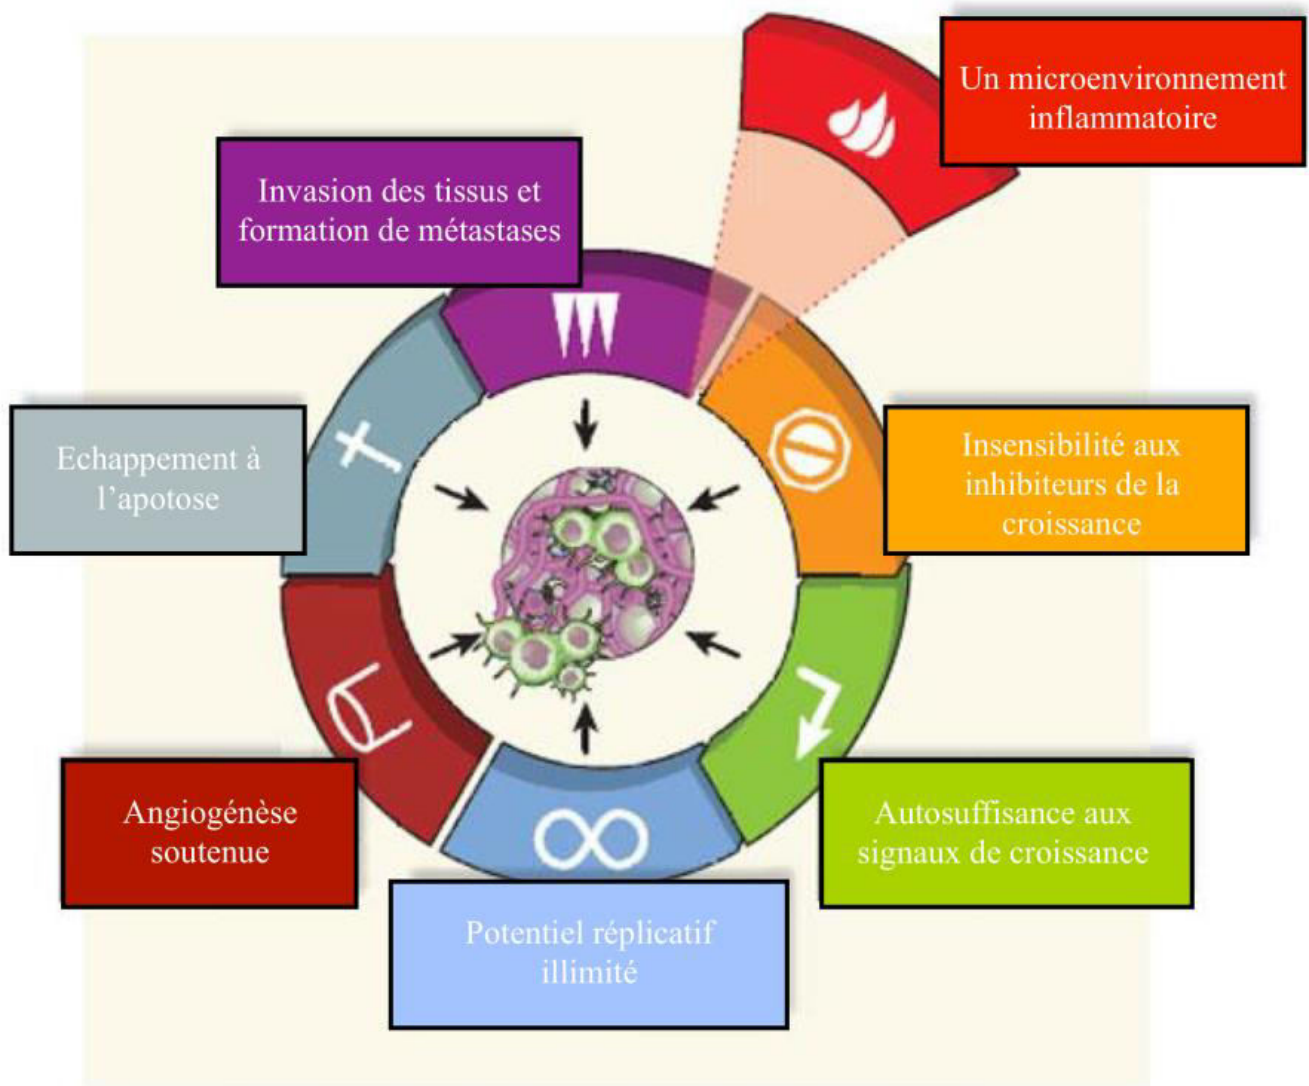 Un microenvironnement
inflammatoire
Invasion des tissus et
formation de métastases
Echappement à
l’apotose
Insensibilité aux
inhibiteurs de la
croissance
Angiogénèse
soutenue
Autosuffisance aux
signaux de croissance
Potentiel réplicatif
illimité